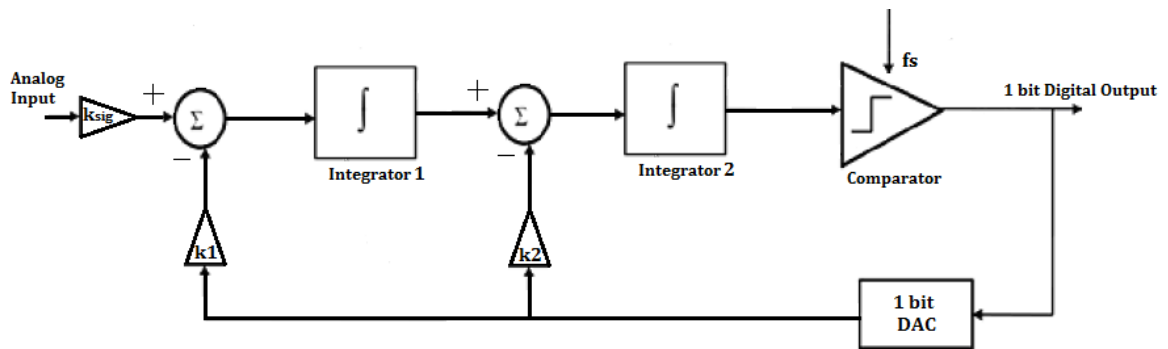 Analog
Input
ksig
+
−
Σ
∫
Integrator 1
+
−
Σ
∫
Integrator 2
fs
Comparator
1 bit Digital Output
k1
k2
1 bit
DAC